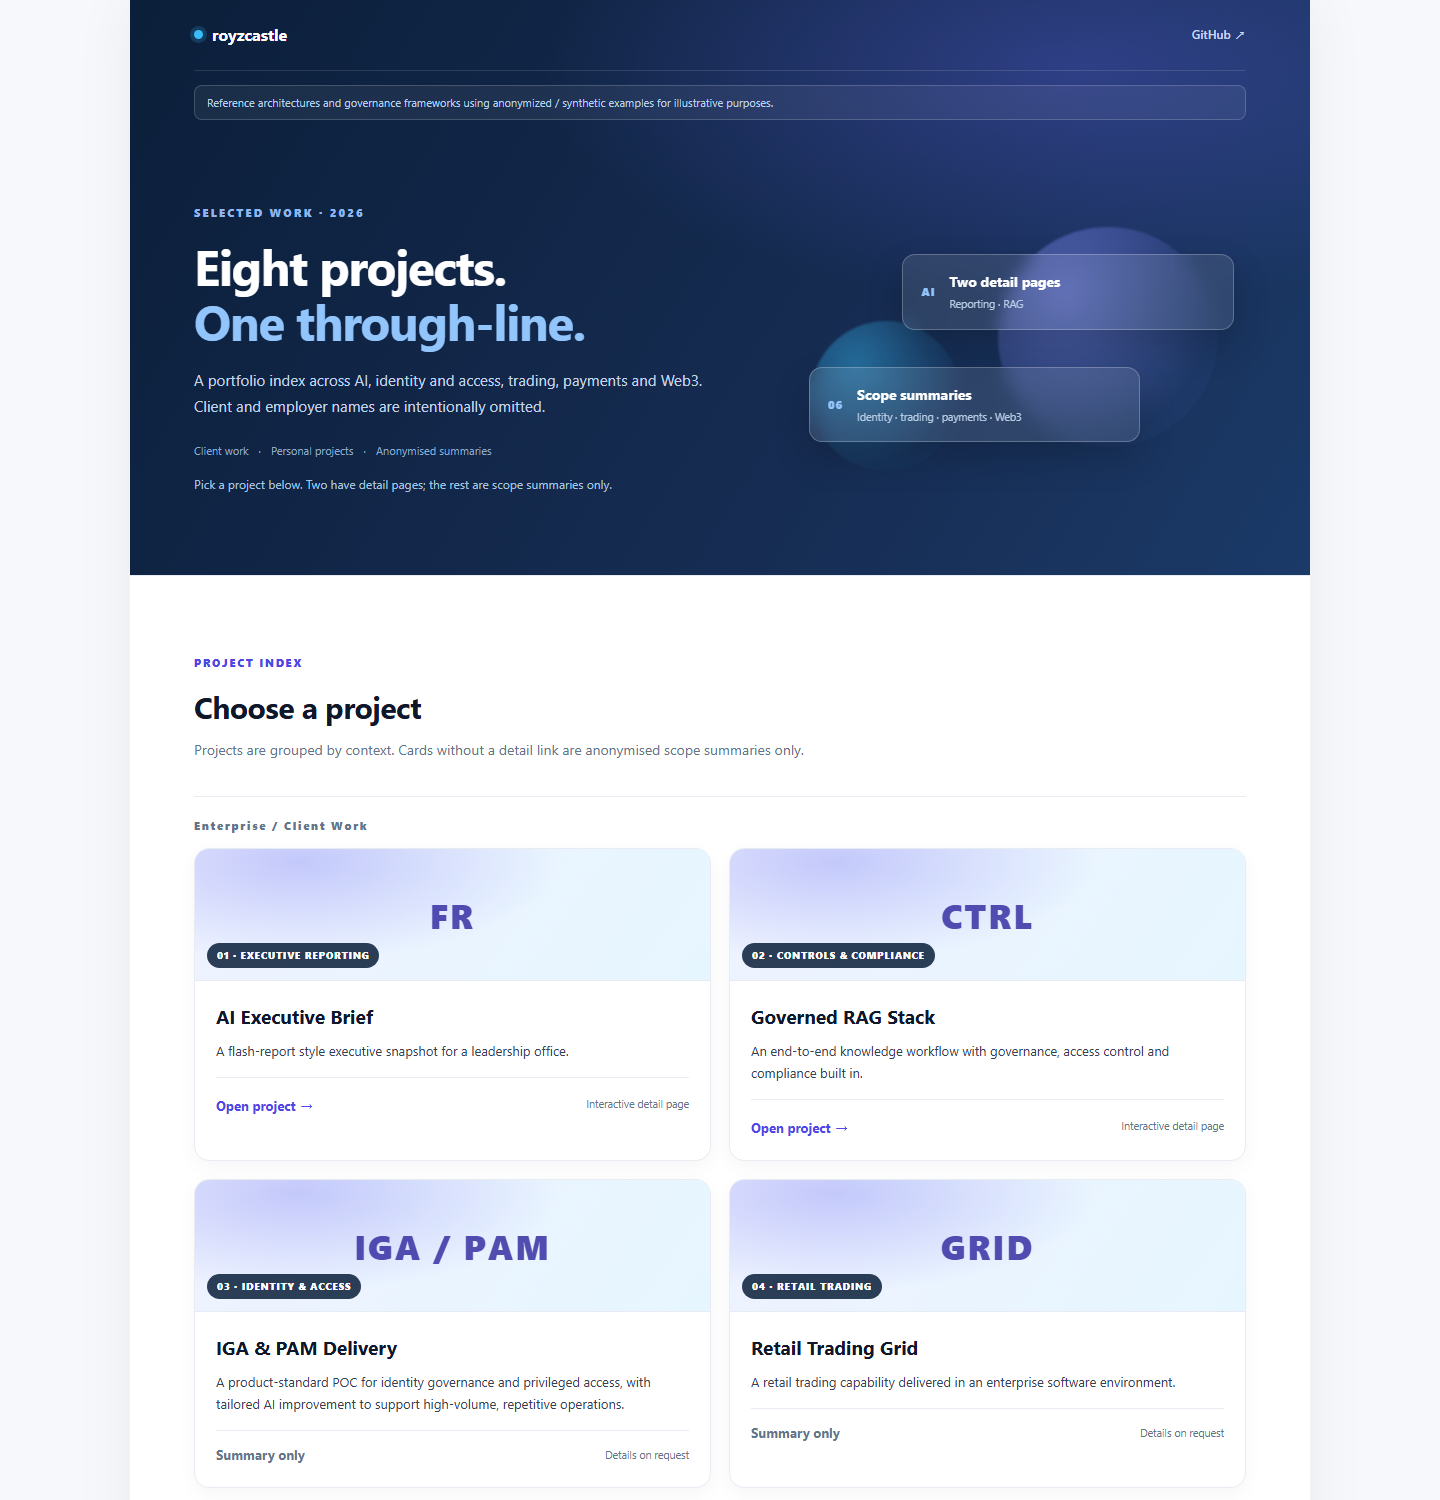 royzcastle
GitHub ↗
Reference architectures and governance frameworks using anonymized / synthetic examples for illustrative purposes.
SELECTED WORK · 2026
Eight projects.
One through-line.
A portfolio index across AI, identity and access, trading, payments and Web3.
Client and employer names are intentionally omitted.
Client work · Personal projects · Anonymised summaries
Pick a project below. Two have detail pages; the rest are scope summaries only.
AI
Two detail pages
Reporting · RAG
06
Scope summaries
Identity · trading · payments · Web3
PROJECT INDEX
Choose a project
Projects are grouped by context. Cards without a detail link are anonymised scope summaries only.
Enterprise / Client Work
FR
01 · EXECUTIVE REPORTING
AI Executive Brief
A flash-report style executive snapshot for a leadership office.
Open project →
Interactive detail page
CTRL
02 · CONTROLS & COMPLIANCE
Governed RAG Stack
An end-to-end knowledge workflow with governance, access control and
compliance built in.
Open project →
Interactive detail page
IGA / PAM
03 · IDENTITY & ACCESS
IGA & PAM Delivery
A product-standard POC for identity governance and privileged access, with
tailored AI improvement to support high-volume, repetitive operations.
Summary only
Details on request
GRID
04 · RETAIL TRADING
Retail Trading Grid
A retail trading capability delivered in an enterprise software environment.
Summary only
Details on request